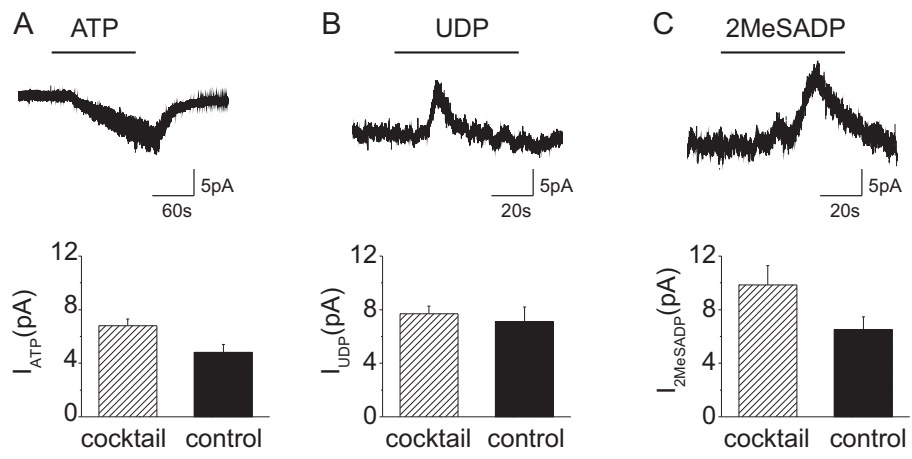 A ATP
5pA
60s
12
8
4
0
I_ATP(pA)
cocktail control
B UDP
5pA
20s
12
8
4
0
I_UDP(pA)
cocktail control
C 2MeSADP
5pA
20s
12
8
4
0
I_2MeSADP(pA)
cocktail control